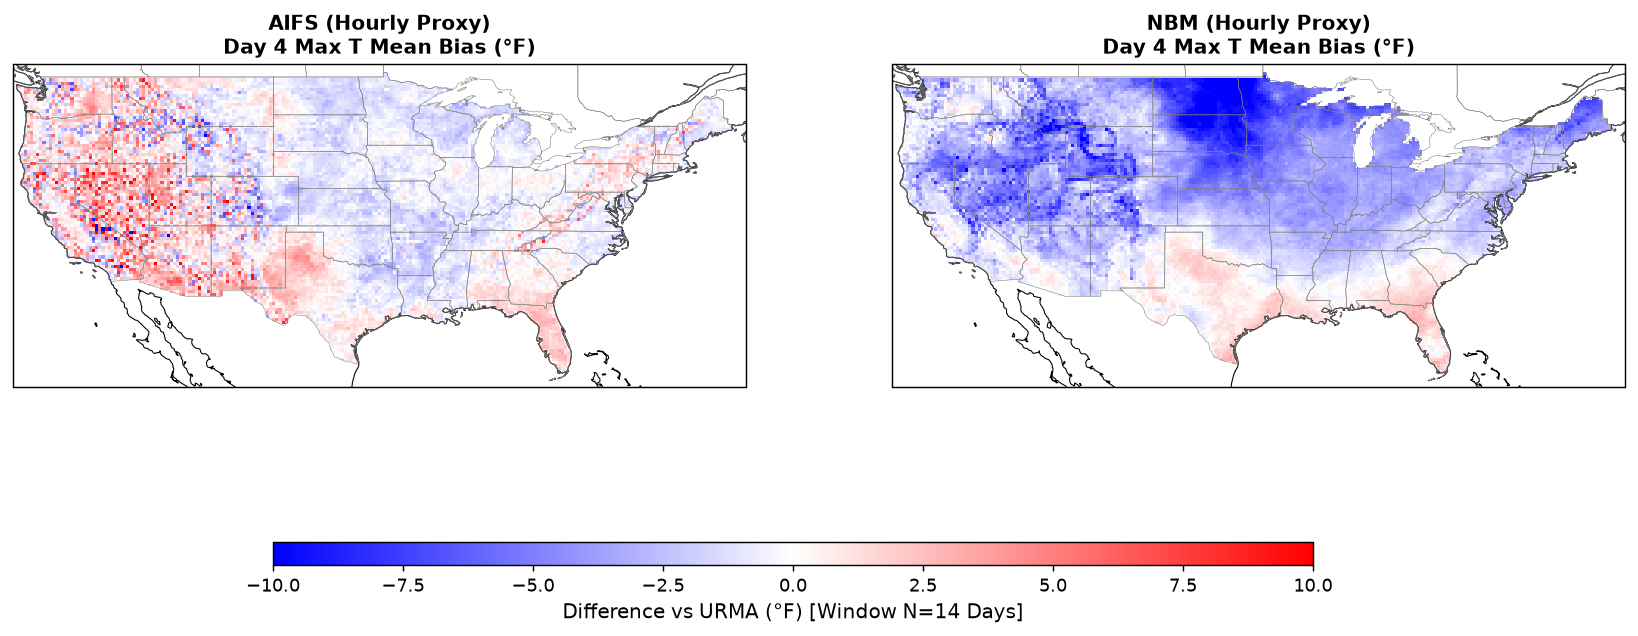 AIFS (Hourly Proxy)
Day 4 Max T Mean Bias (°F)
NBM (Hourly Proxy)
Day 4 Max T Mean Bias (°F)
−10.0 −7.5 −5.0 −2.5 0.0 2.5 5.0 7.5 10.0
Difference vs URMA (°F) [Window N=14 Days]